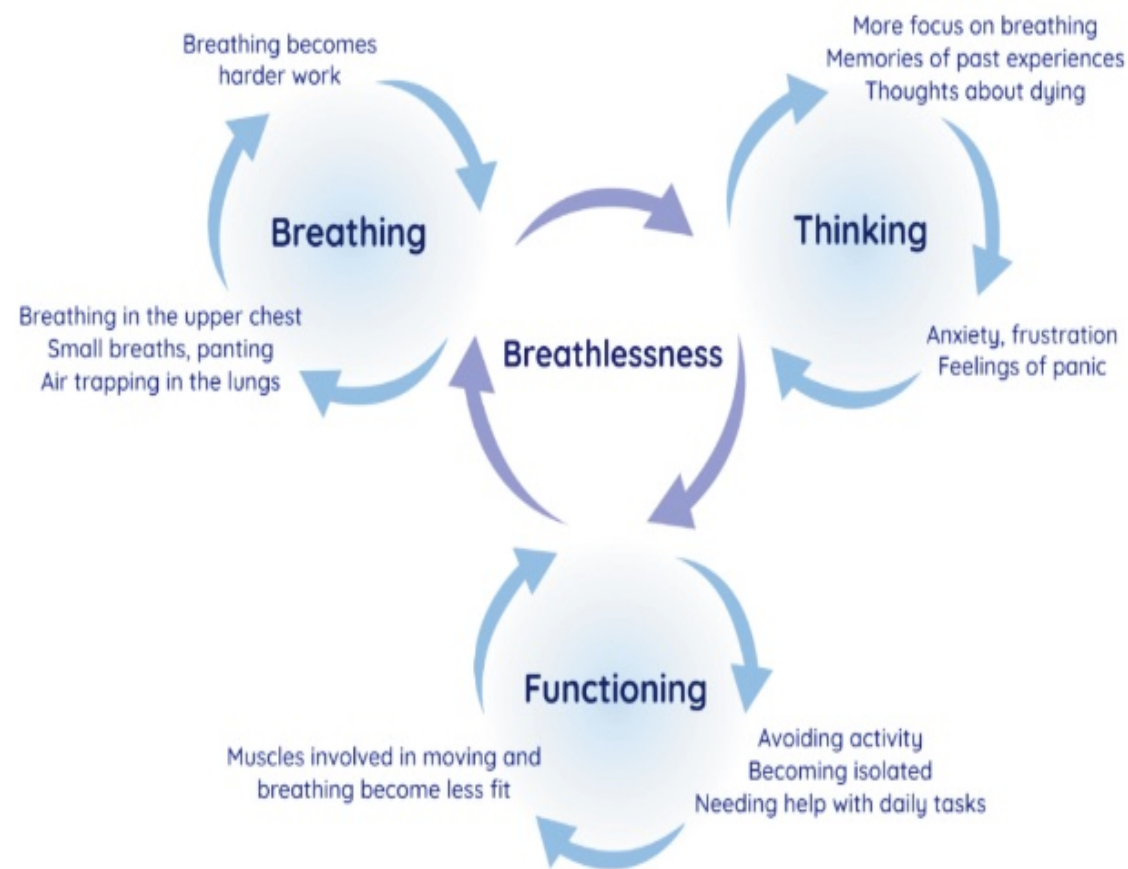 Breathing becomes
harder work
Breathing
Breathing in the upper chest
Small breaths, panting
Air trapping in the lungs
More focus on breathing
Memories of past experiences
Thoughts about dying
Thinking
Anxiety, frustration
Feelings of panic
Breathlessness
Functioning
Avoiding activity
Becoming isolated
Needing help with daily tasks
Muscles involved in moving and
breathing become less fit